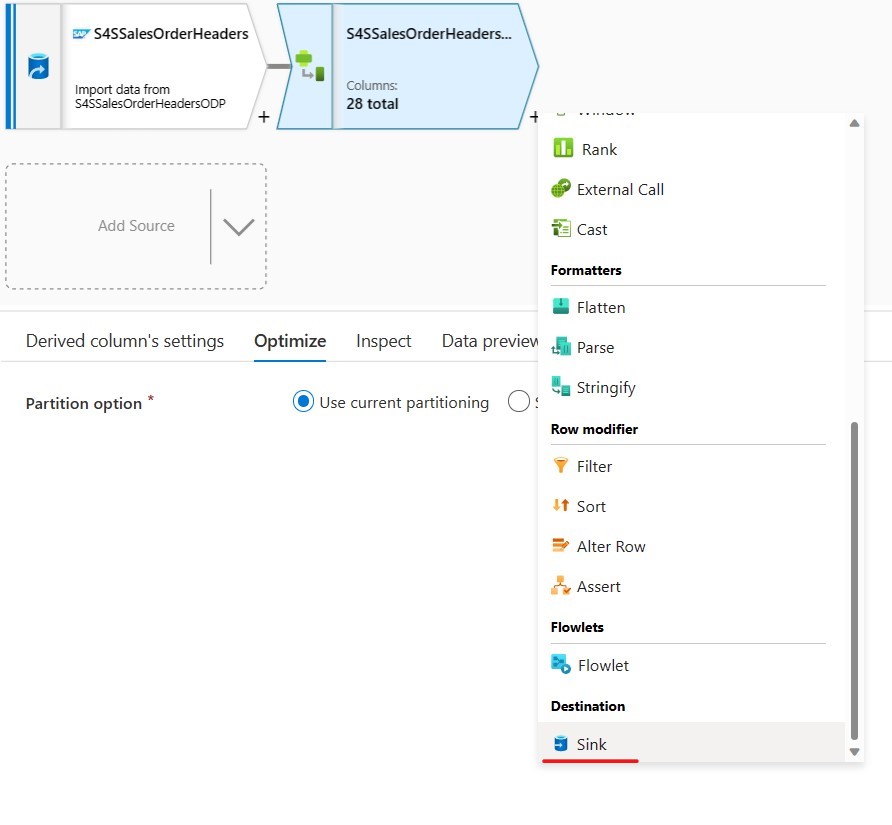 SAP S4SSalesOrderHeaders
Import data from
S4SSalesOrderHeadersODP
+
S4SSalesOrderHeaders...
Columns:
28 total
+
Add Source
Window
Rank
External Call
Cast
Formatters
Flatten
Parse
Stringify
Row modifier
Filter
Sort
Alter Row
Assert
Flowlets
Flowlet
Destination
Sink
Derived column's settings Optimize Inspect Data preview
Partition option * Use current partitioning